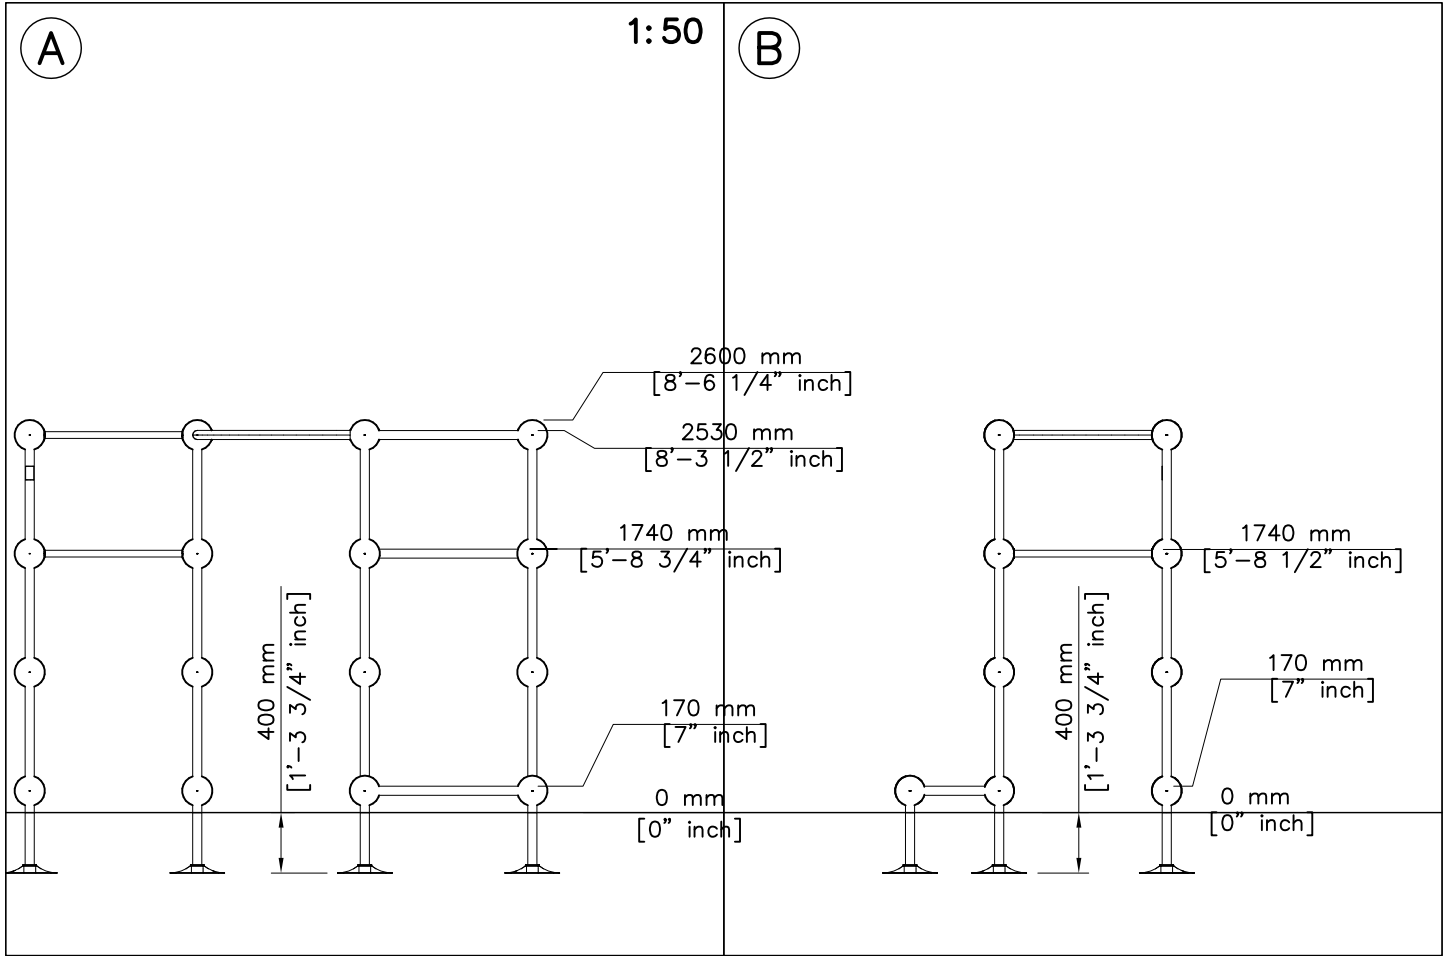 A
1:50
B
2600 mm
[8'-6 1/4" inch]
2530 mm
[8'-3 1/2" inch]
1740 mm
[5'-8 3/4" inch]
1740 mm
[5'-8 1/2" inch]
400 mm
[1'-3 3/4" inch]
400 mm
[1'-3 3/4" inch]
170 mm
[7" inch]
170 mm
[7" inch]
0 mm
[0" inch]
0 mm
[0" inch]